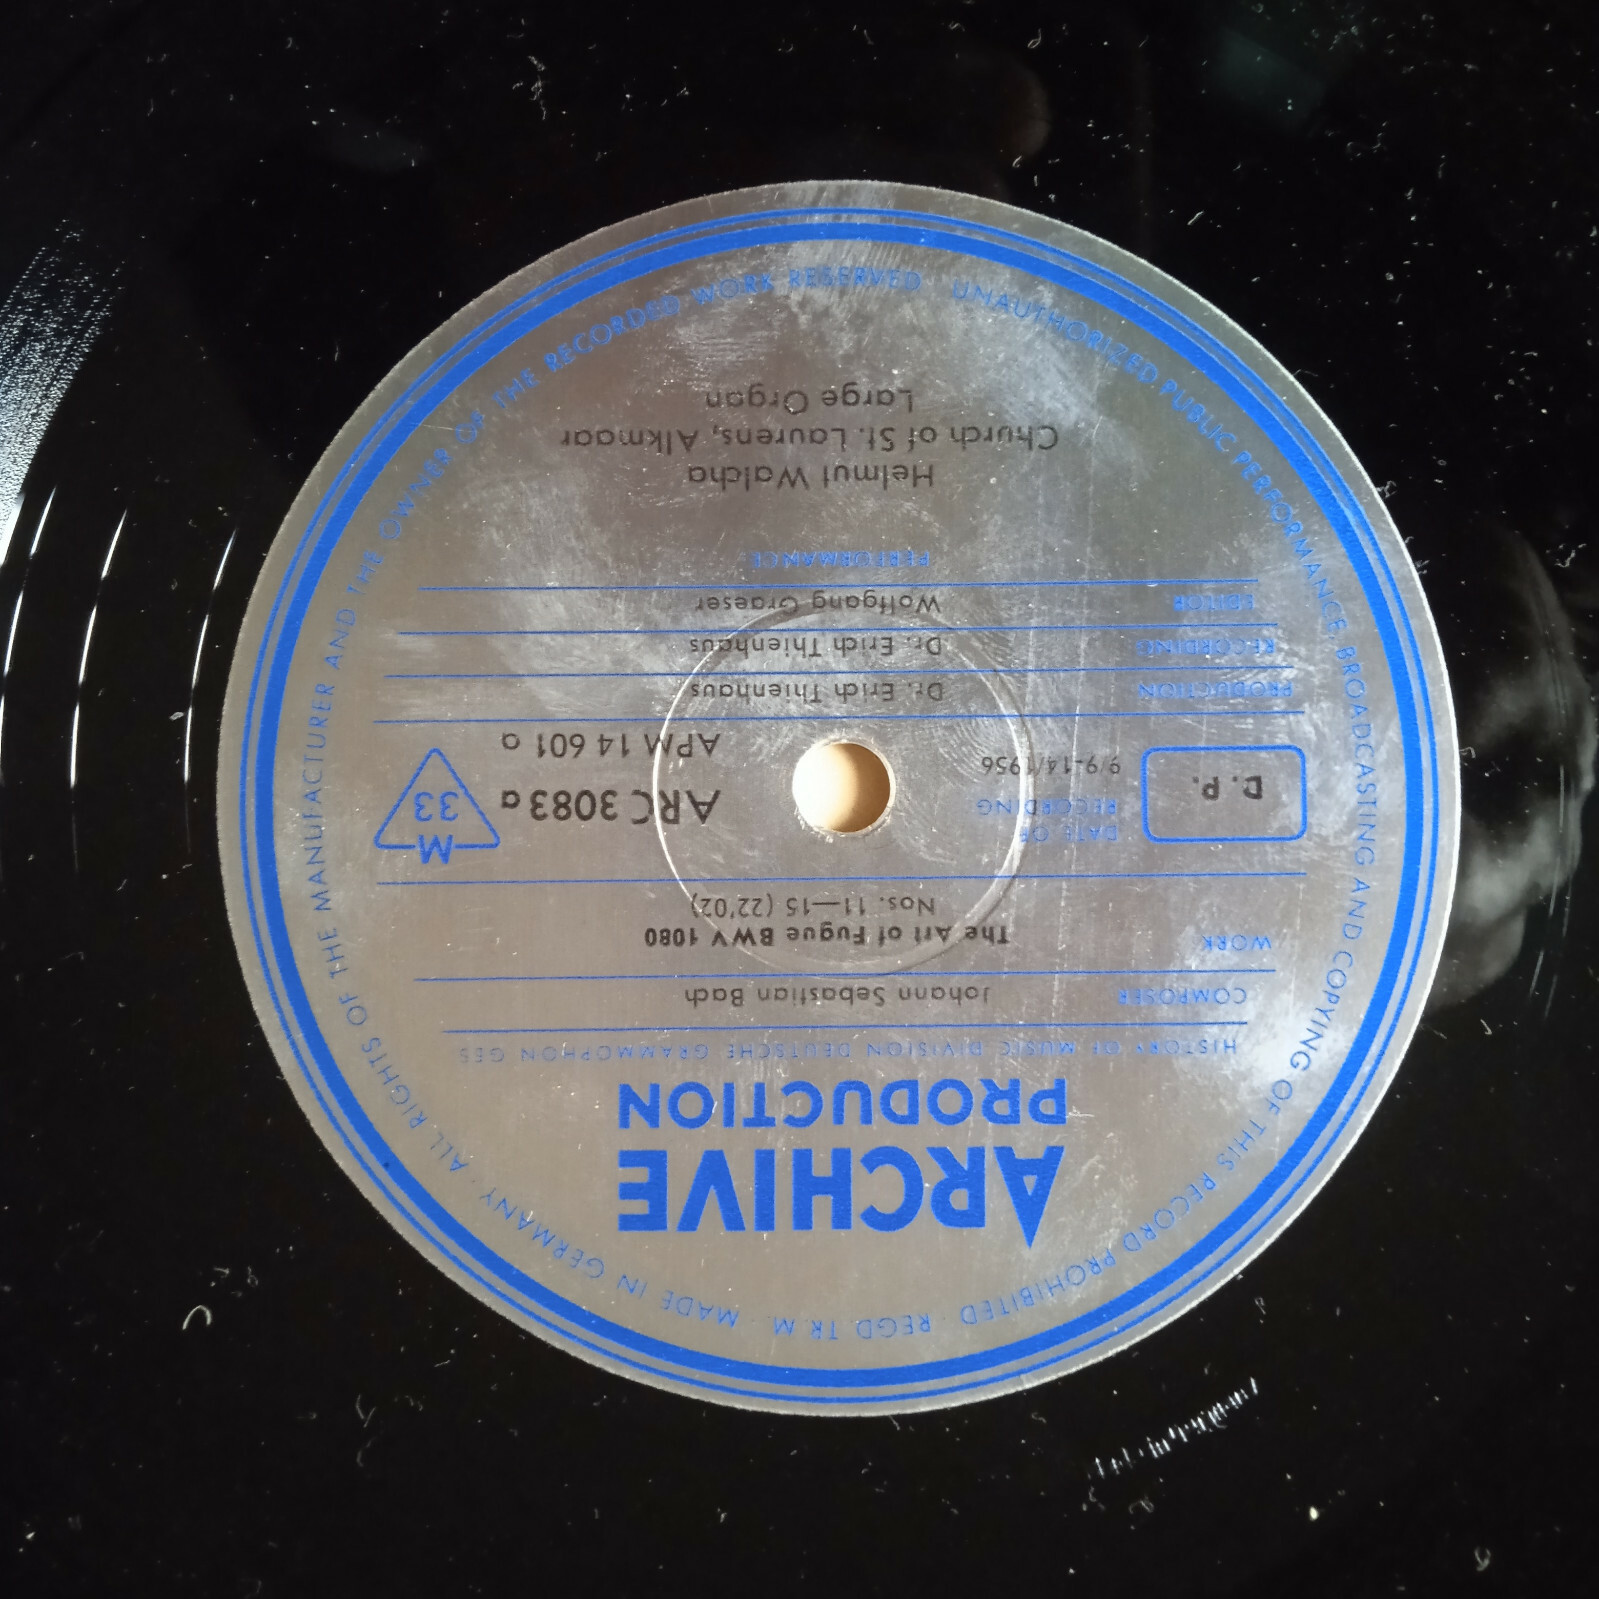 ARCHIVE
PRODUCTION
HISTORY OF MUSIC DIVISION DEUTSCHE GRAMMOPHON GES
COMPOSER Johann Sebastian Bach
WORK The Art of Fugue BWV 1080
Nos. 11—15 (22'02)
D. P.
DATE OF
RECORDING
9/9-14/1956
ARC 3083 a
APM 14 601 a
M
33
PRODUCTION Dr. Erich Thienhaus
RECORDING Dr. Erich Thienhaus
EDITOR Wolfgang Graeser
PERFORMANCE
Helmut Walcha
Church of St. Laurens, Alkmaar
Large Organ
MADE IN GERMANY · ALL RIGHTS OF THE MANUFACTURER AND THE OWNER OF THE RECORDED WORK RESERVED · UNAUTHORIZED PUBLIC PERFORMANCE, BROADCASTING AND COPYING OF THIS RECORD PROHIBITED · REGD. TR. M.